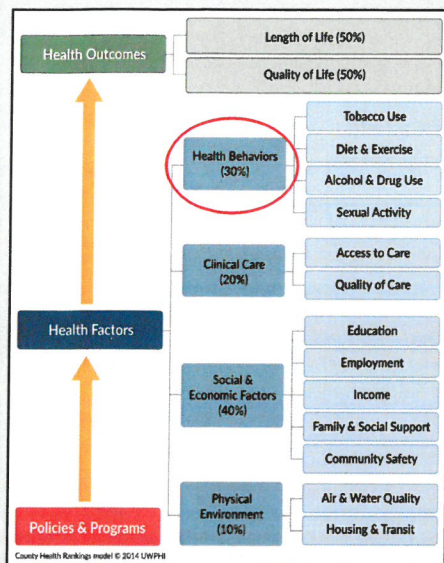 Health Outcomes
Length of Life (50%)
Quality of Life (50%)
Health Behaviors
(30%)
Tobacco Use
Diet & Exercise
Alcohol & Drug Use
Sexual Activity
Clinical Care
(20%)
Access to Care
Quality of Care
Health Factors
Social &
Economic Factors
(40%)
Education
Employment
Income
Family & Social Support
Community Safety
Policies & Programs
Physical
Environment
(10%)
Air & Water Quality
Housing & Transit
County Health Rankings model © 2014 UWPHI